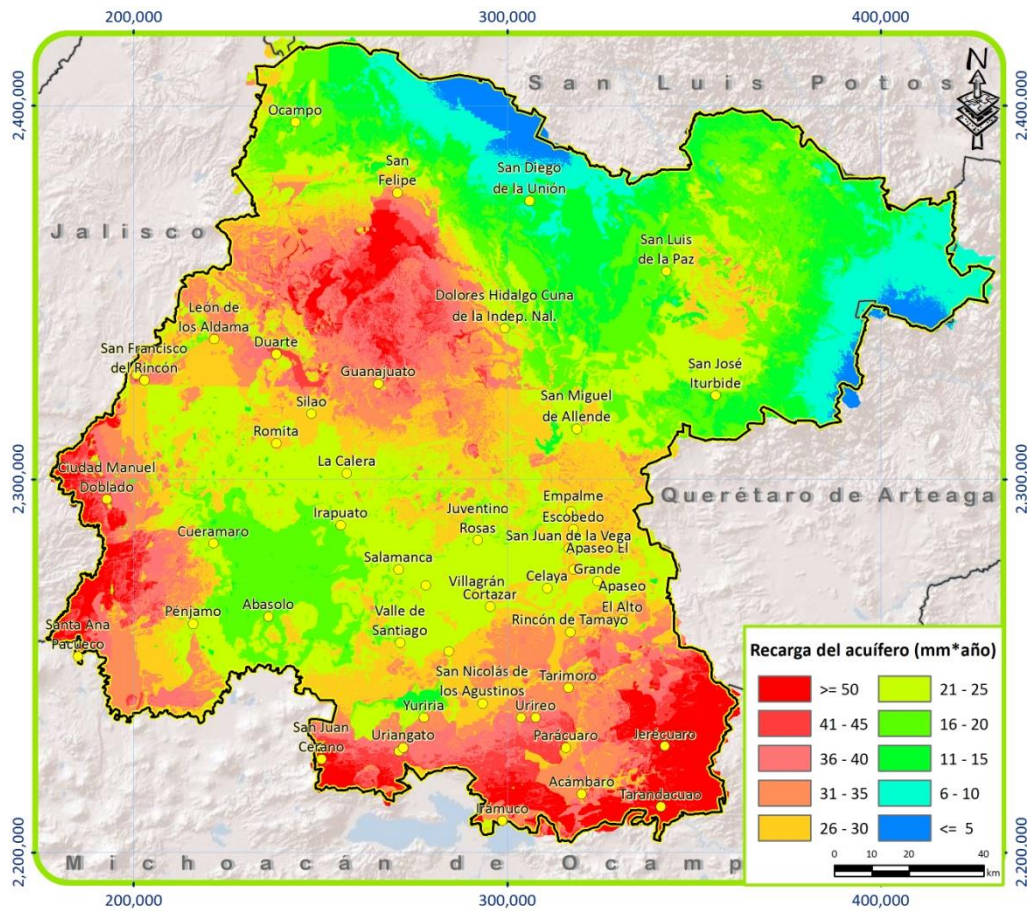 200,000
300,000
400,000
2,400,000
2,400,000
2,300,000
2,300,000
2,200,000
2,200,000
N
San Luis Potos
Jalisco
Querétaro de Arteaga
Michoacán de Ocamp
Ocampo
San
Felipe
San Diego
de la Unión
San Luis
de la Paz
León de
los Aldama
Dolores Hidalgo Cuna
de la Indep. Nal.
San Francisco
del Rincón
Duarte
Guanajuato
San José
Iturbide
Silao
San Miguel
de Allende
Romita
La Calera
Ciudad Manuel
Doblado
Irapuato
Juventino
Rosas
Empalme
Escobedo
San Juan de la Vega
Cueramaro
Salamanca
Apaseo El
Grande
Villagrán
Celaya
Apaseo
El Alto
Cortazar
Pénjamo
Abasolo
Valle de
Santiago
Rincón de Tamayo
Santa Ana
Pacueco
San Nicolás de
los Agustinos
Tarimoro
Yuriria
Urireo
San Juan
Cerano
Uriangato
Parácuaro
Jerécuaro
Acámbaro
Tarandacuao
Iramuco
Recarga del acuífero (mm*año)
>= 50
21 - 25
41 - 45
16 - 20
36 - 40
11 - 15
31 - 35
6 - 10
26 - 30
<= 5
0 10 20 40
km
200,000
300,000
400,000